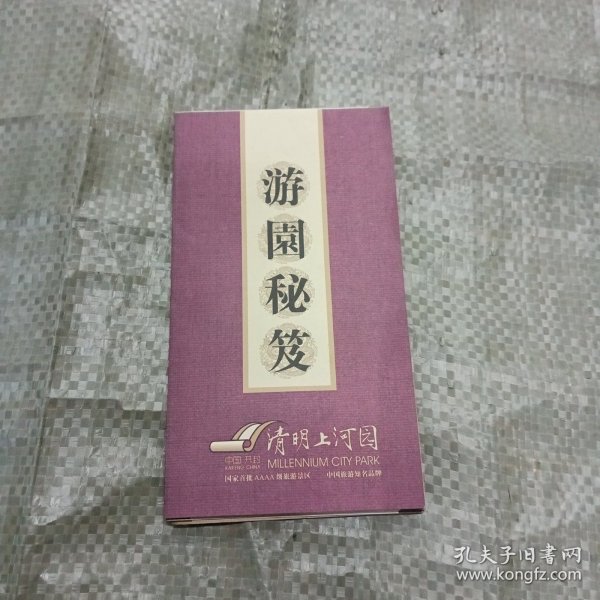 游園秘笈
清明上河园
中国·开封
KAIFENG CHINA
MILLENNIUM CITY PARK
国家首批AAAA级旅游景区 中国旅游知名品牌
孔夫子旧书网
www.kongfz.com